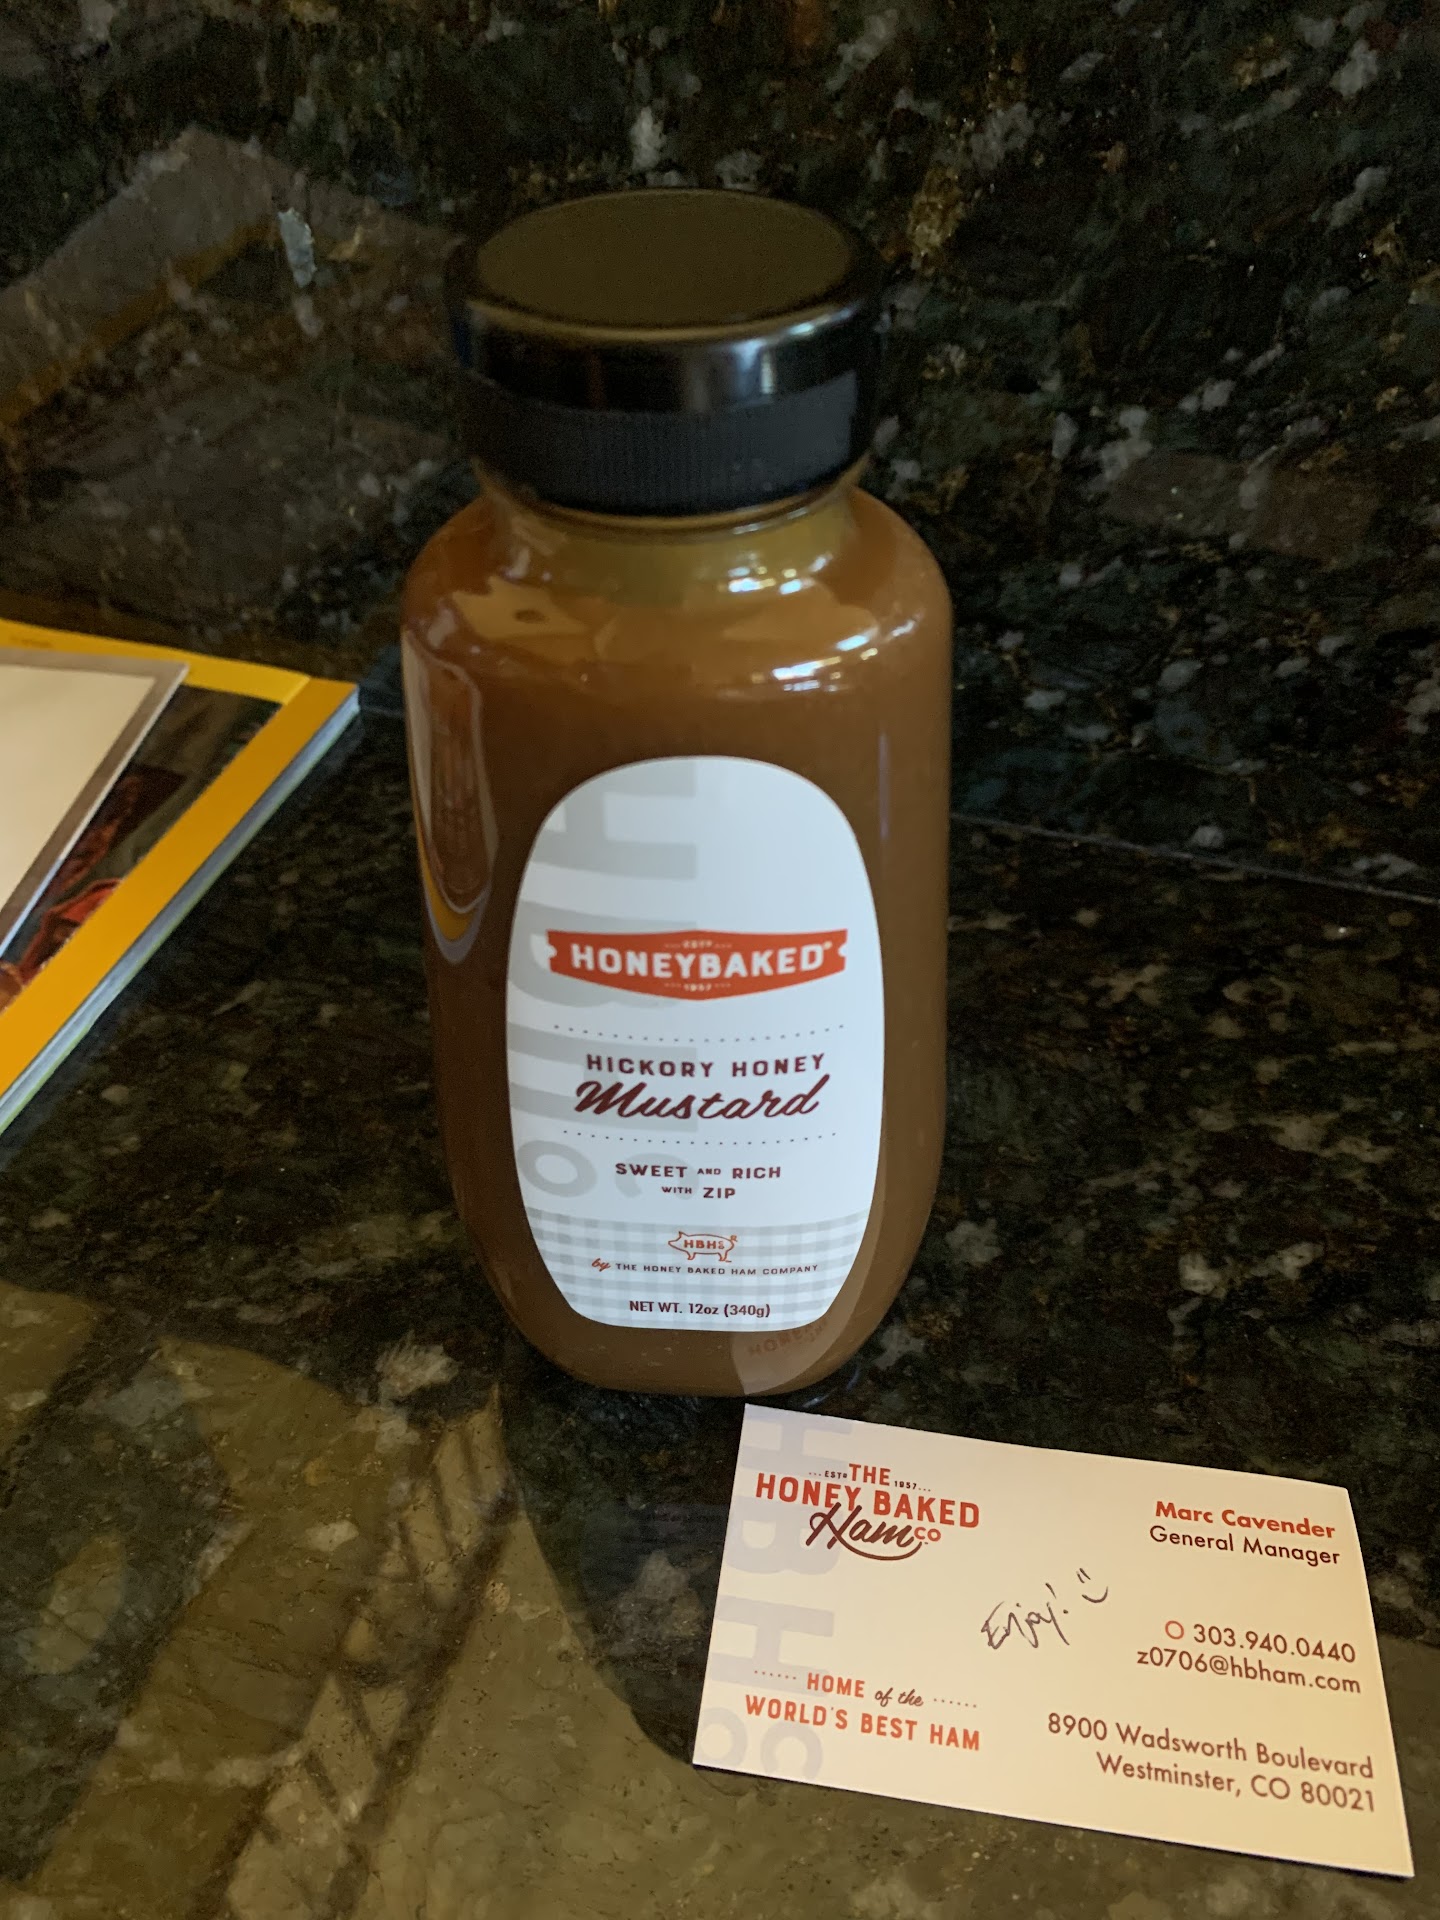 ESTD
HONEYBAKED®
1957
HICKORY HONEY
Mustard
SWEET AND RICH
WITH ZIP
HBH
by THE HONEY BAKED HAM COMPANY
NET WT. 12oz (340g)
ESTD THE 1957
HONEY BAKED
Ham CO
HOME of the
WORLD'S BEST HAM
Marc Cavender
General Manager
Enjoy!
O 303.940.0440
z0706@hbham.com
8900 Wadsworth Boulevard
Westminster, CO 80021
HBH Co